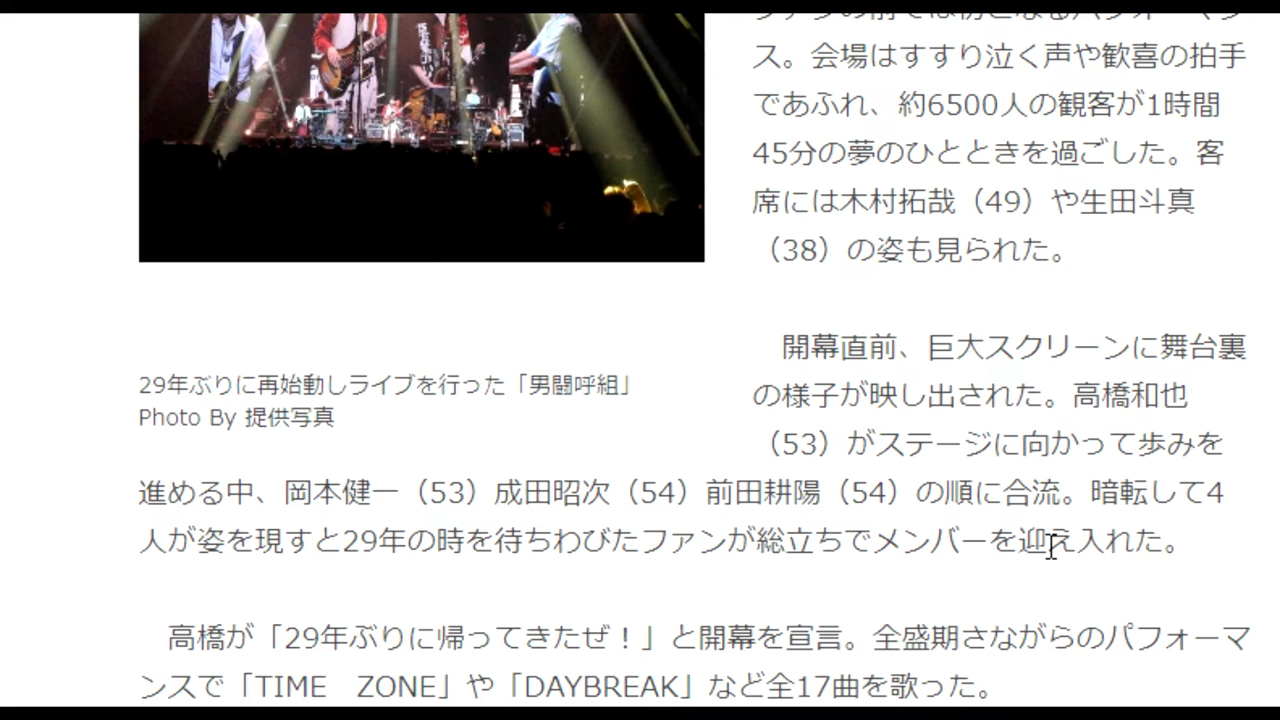 ス。会場はすすり泣く声や歓喜の拍手
であふれ、約6500人の観客が1時間
45分の夢のひとときを過ごした。客
席には木村拓哉（49）や生田斗真
（38）の姿も見られた。
開幕直前、巨大スクリーンに舞台裏
の様子が映し出された。高橋和也
（53）がステージに向かって歩みを
29年ぶりに再始動しライブを行った「男闘呼組」
Photo By 提供写真
進める中、岡本健一（53）成田昭次（54）前田耕陽（54）の順に合流。暗転して4
人が姿を現すと29年の時を待ちわびたファンが総立ちでメンバーを迎え入れた。
高橋が「29年ぶりに帰ってきたぜ！」と開幕を宣言。全盛期さながらのパフォーマ
ンスで「TIME　ZONE」や「DAYBREAK」など全17曲を歌った。